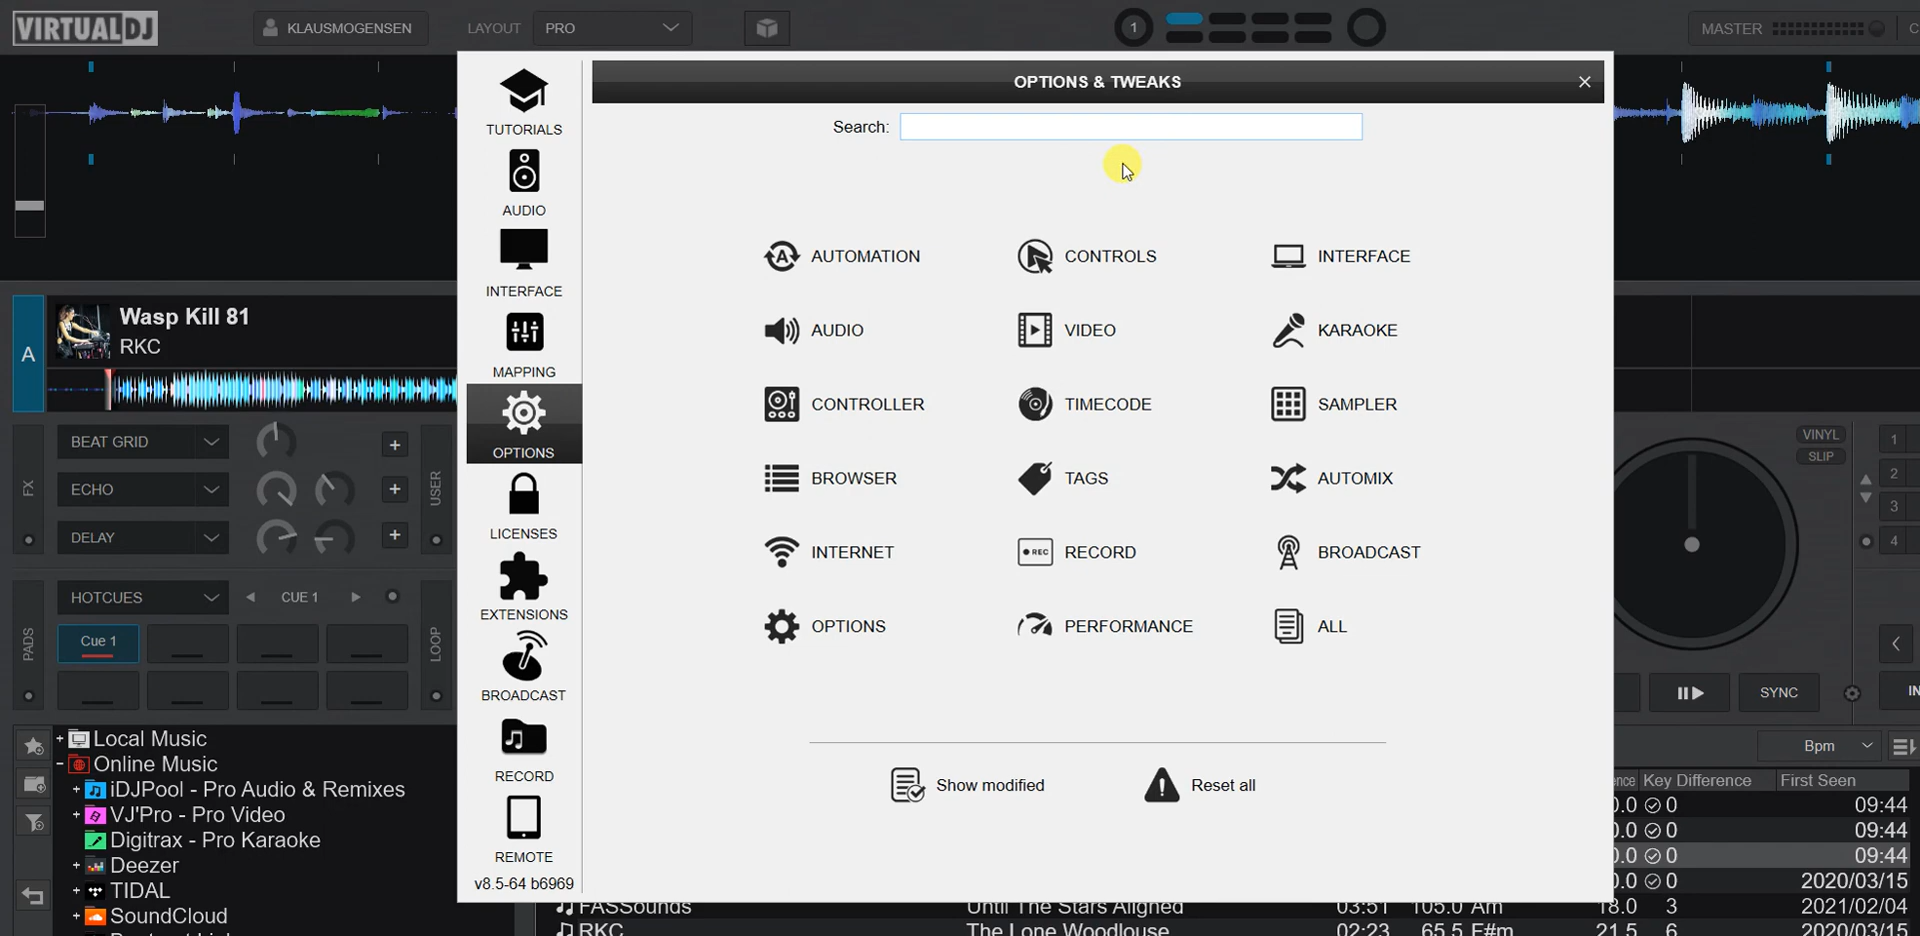 VIRTUALDJ
KLAUSMOGENSEN
LAYOUT
PRO
1
MASTER
TUTORIALS
AUDIO
INTERFACE
MAPPING
OPTIONS
LICENSES
EXTENSIONS
BROADCAST
RECORD
REMOTE
v8.5-64 b6969
OPTIONS & TWEAKS
Search:
AUTOMATION CONTROLS INTERFACE
AUDIO VIDEO KARAOKE
CONTROLLER TIMECODE SAMPLER
BROWSER TAGS AUTOMIX
INTERNET REC RECORD BROADCAST
OPTIONS PERFORMANCE ALL
Show modified Reset all
A
Wasp Kill 81
RKC
FX
BEAT GRID
ECHO
DELAY
USER
PADS
HOTCUES
CUE 1
Cue 1
LOOP
VINYL
SLIP
1
2
3
4
SYNC
Local Music
Online Music
iDJPool - Pro Audio & Remixes
VJ'Pro - Pro Video
Digitrax - Pro Karaoke
Deezer
TIDAL
SoundCloud
Bpm
Key Difference First Seen
0 09:44
0 09:44
0 09:44
0 2020/03/15
FASSounds Until The Stars Aligned 03:51 105.0 Am 18.0 3 2021/02/04
RKC The Lone Woodlouse 02:23 65.5 F#m 21.5 6 2020/03/15